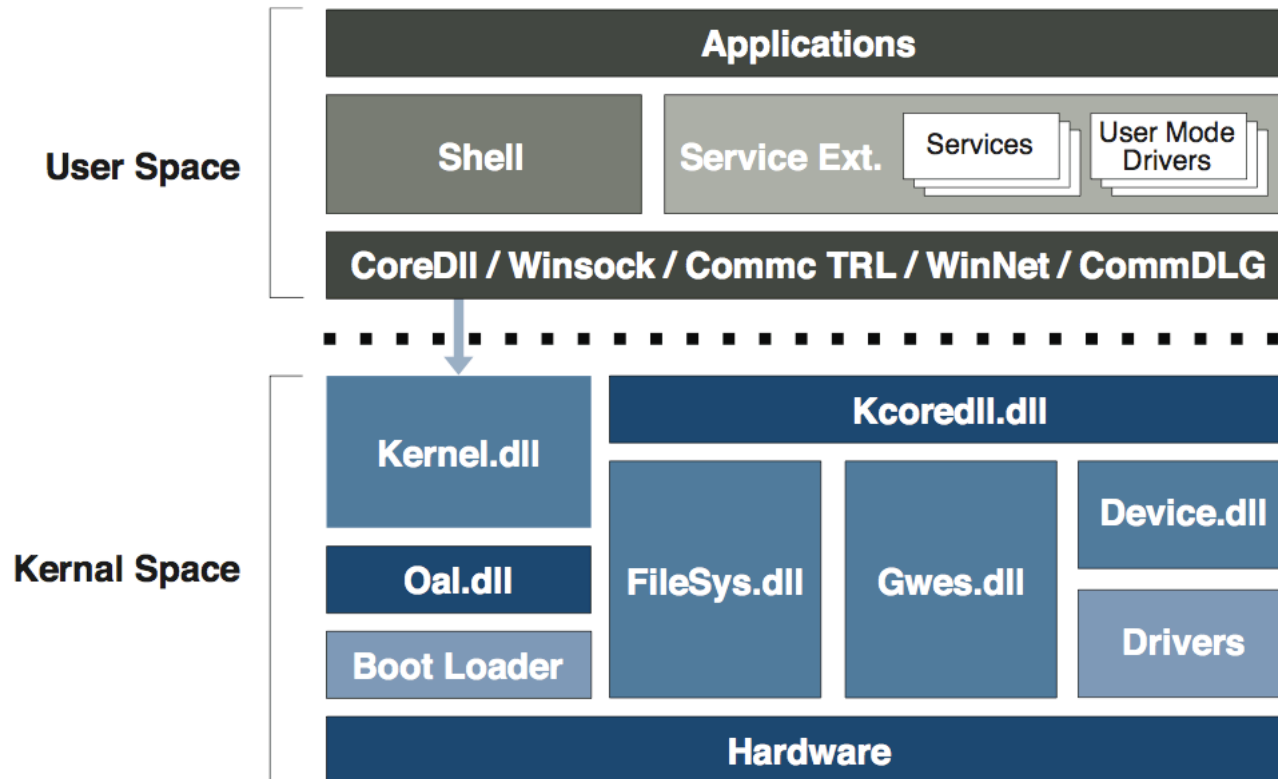 Applications
User Space
Shell
Service Ext.
Services
User Mode
Drivers
CoreDll / Winsock / Commc TRL / WinNet / CommDLG
Kernal Space
Kernel.dll
Kcoredll.dll
Oal.dll
Boot Loader
FileSys.dll
Gwes.dll
Device.dll
Drivers
Hardware